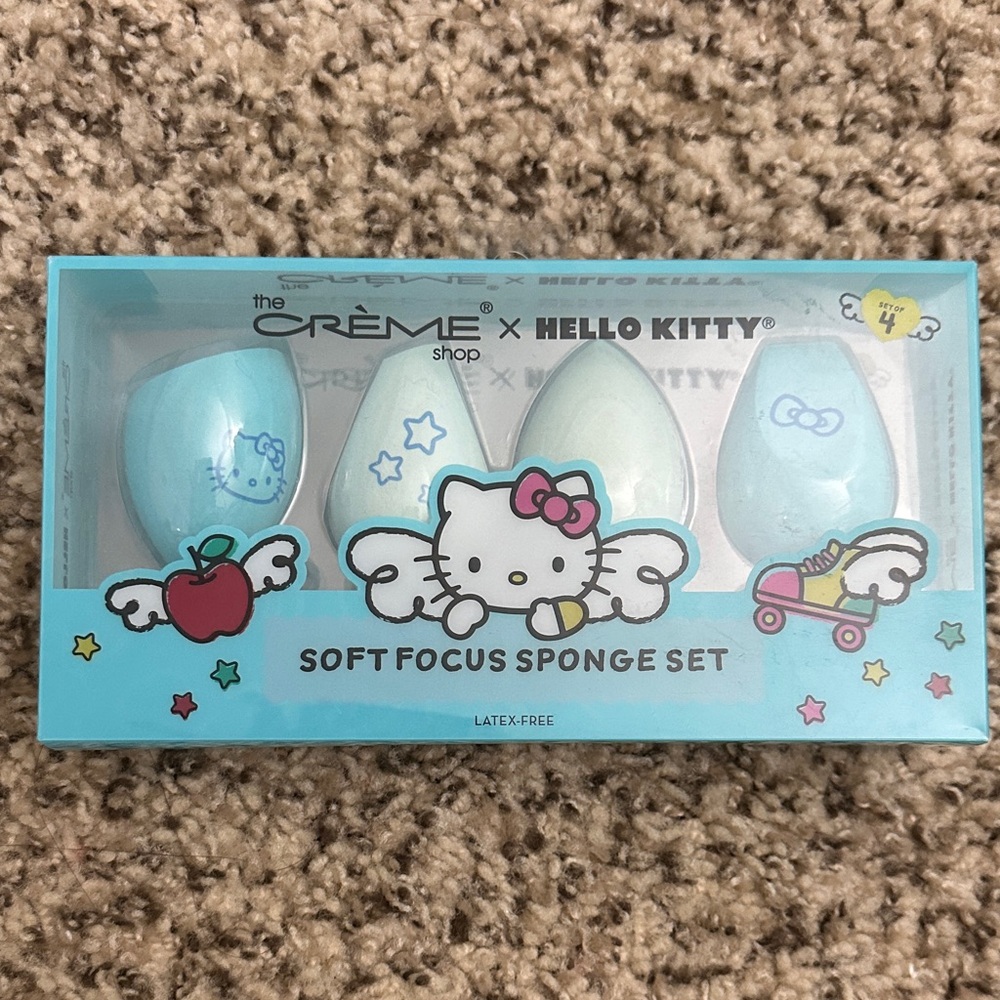 the
CRÈME® × HELLO KITTY®
shop
SET OF
4
SOFT FOCUS SPONGE SET
LATEX-FREE